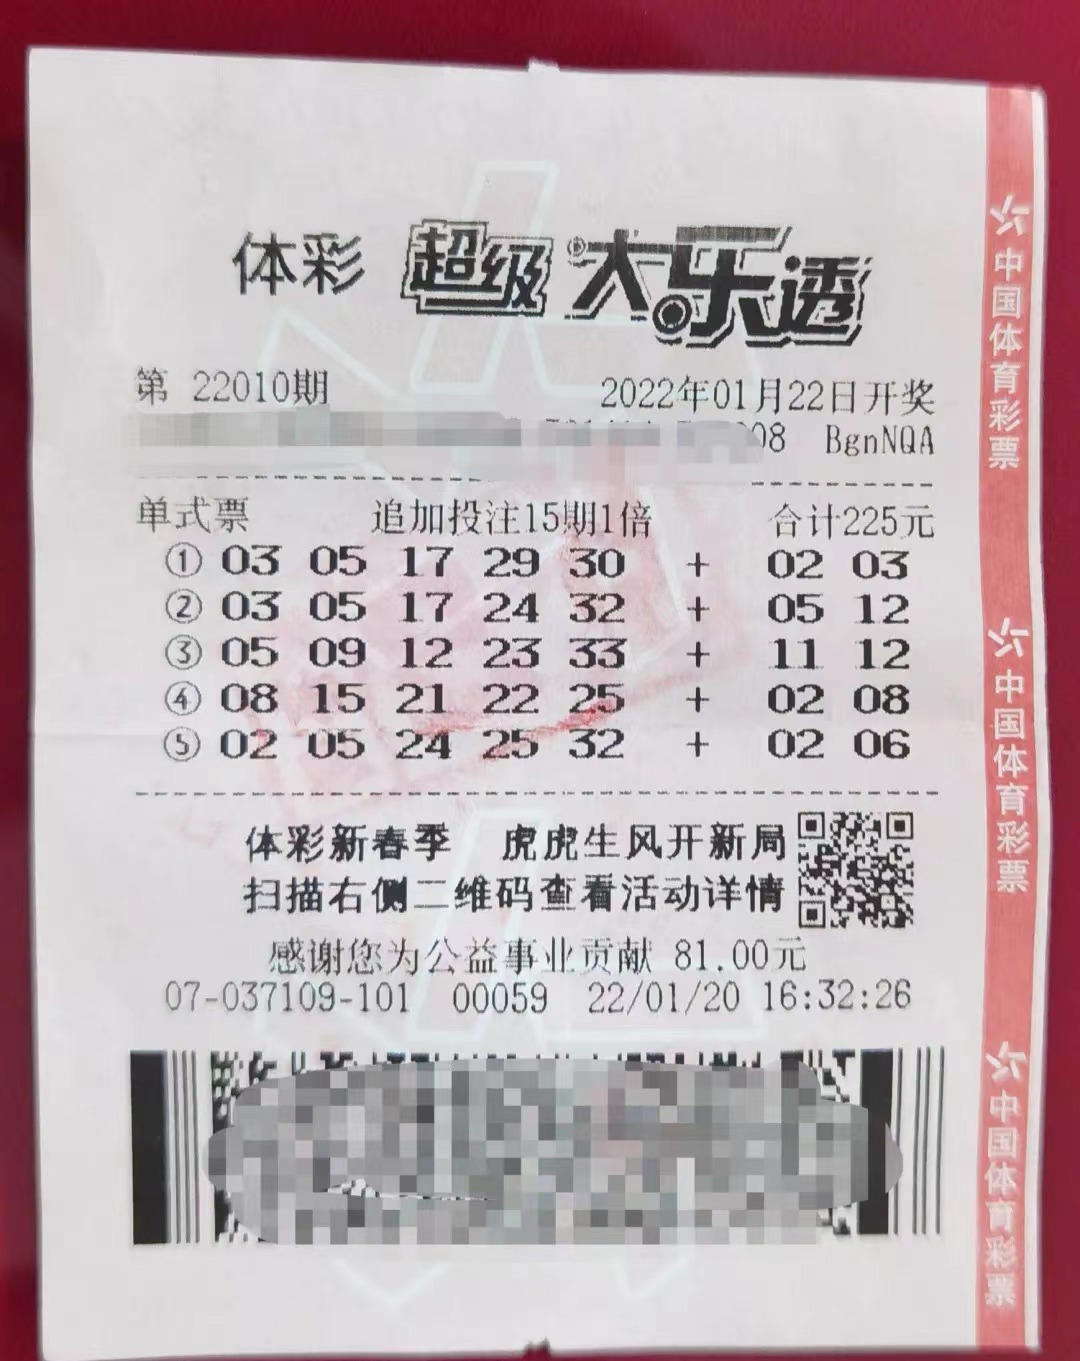 体彩 超级大乐透
第 22010期 2022年01月22日开奖
08 BgnNQA
单式票 追加投注15期1倍 合计225元
① 03 05 17 29 30 + 02 03
② 03 05 17 24 32 + 05 12
③ 05 09 12 23 33 + 11 12
④ 08 15 21 22 25 + 02 08
⑤ 02 05 24 25 32 + 02 06
体彩新春季 虎虎生风开新局
扫描右侧二维码查看活动详情
感谢您为公益事业贡献 81.00元
07-037109-101 00059 22/01/20 16:32:26
中国体育彩票
中国体育彩票
中国体育彩票